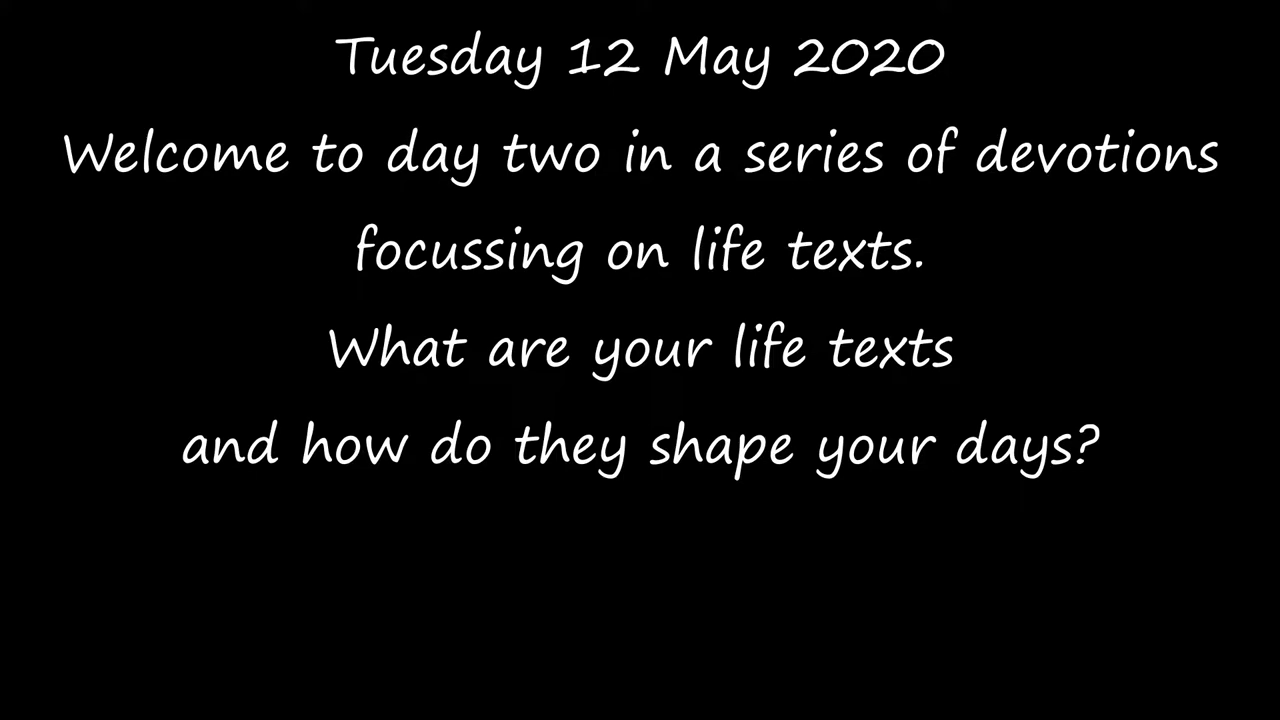 Tuesday 12 May 2020
Welcome to day two in a series of devotions
focussing on life texts.
What are your life texts
and how do they shape your days?